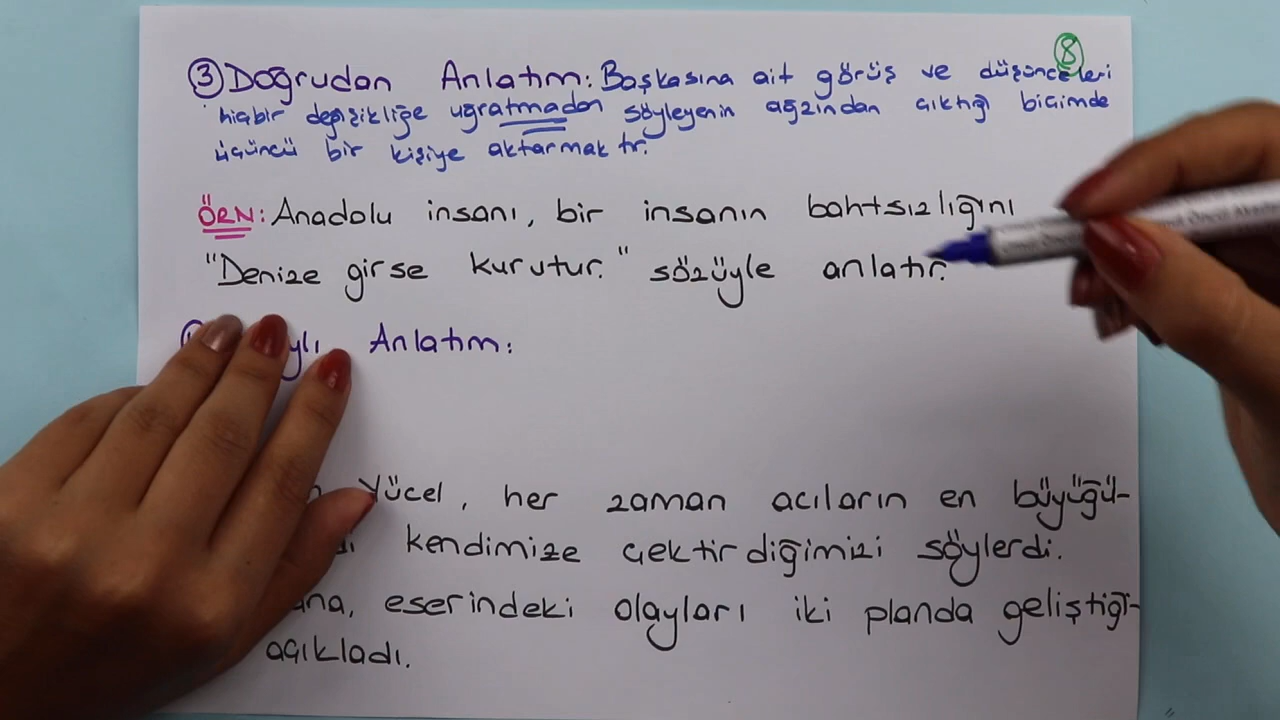 8
3 Doğrudan Anlatım: Başkasına ait görüş ve düşünceleri
hiçbir değişikliğe uğratmadan söyleyenin ağzından çıktığı biçimde
üçüncü bir kişiye aktarmaktır.
ÖRN: Anadolu insanı, bir insanın bahtsızlığını
"Denize girse kurutur." sözüyle anlatır.
Anlatım:
Yücel, her zaman acıların en büyüğü-
kendimize çektirdiğimizi söylerdi.
eserindeki olayları iki planda geliştiği-
açıkladı.